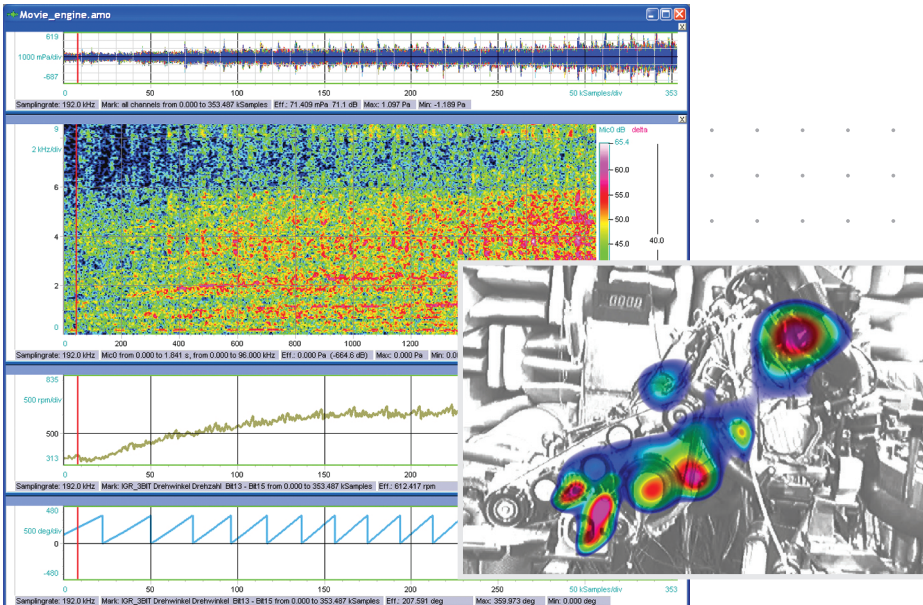 Movie_engine.amo
X
619
1000 mPa/div
-687
0 50 100 150 200 250 50 kSamples/div 353
Samplingrate: 192.0 kHz Mark: all channels from 0.000 to 353.487 kSamples Eff.: 71.409 mPa 71.1 dB Max: 1.097 Pa Min: -1.189 Pa
X
9
2 kHz/div
6
4
2
0
0 200 400 600 800 1000 1200
Mic0 dB delta
65.4
60.0
55.0
50.0
45.0
40.0
Samplingrate: 192.0 kHz Mic0 from 0.000 to 1.841 s, from 0.000 to 96.000 kHz Eff.: 0.000 Pa (-664.6 dB) Max: 0.000 Pa Min: 0.0
835
500 rpm/div
500
313
0 50 100 150 200
Samplingrate: 192.0 kHz Mark: IGR_3BIT Drehwinkel Drehzahl Bit13 - Bit15 from 0.000 to 353.487 kSamples Eff.: 612.417 rpm
480
500 deg/div
0
-480
0 50 100 150 200 250 50 kSamples/div 353
Samplingrate: 192.0 kHz Mark: IGR_3BIT Drehwinkel Drehwinkel Bit13 - Bit15 from 0.000 to 353.487 kSamples Eff.: 207.591 deg Max: 359.973 deg Min: 0.000 deg